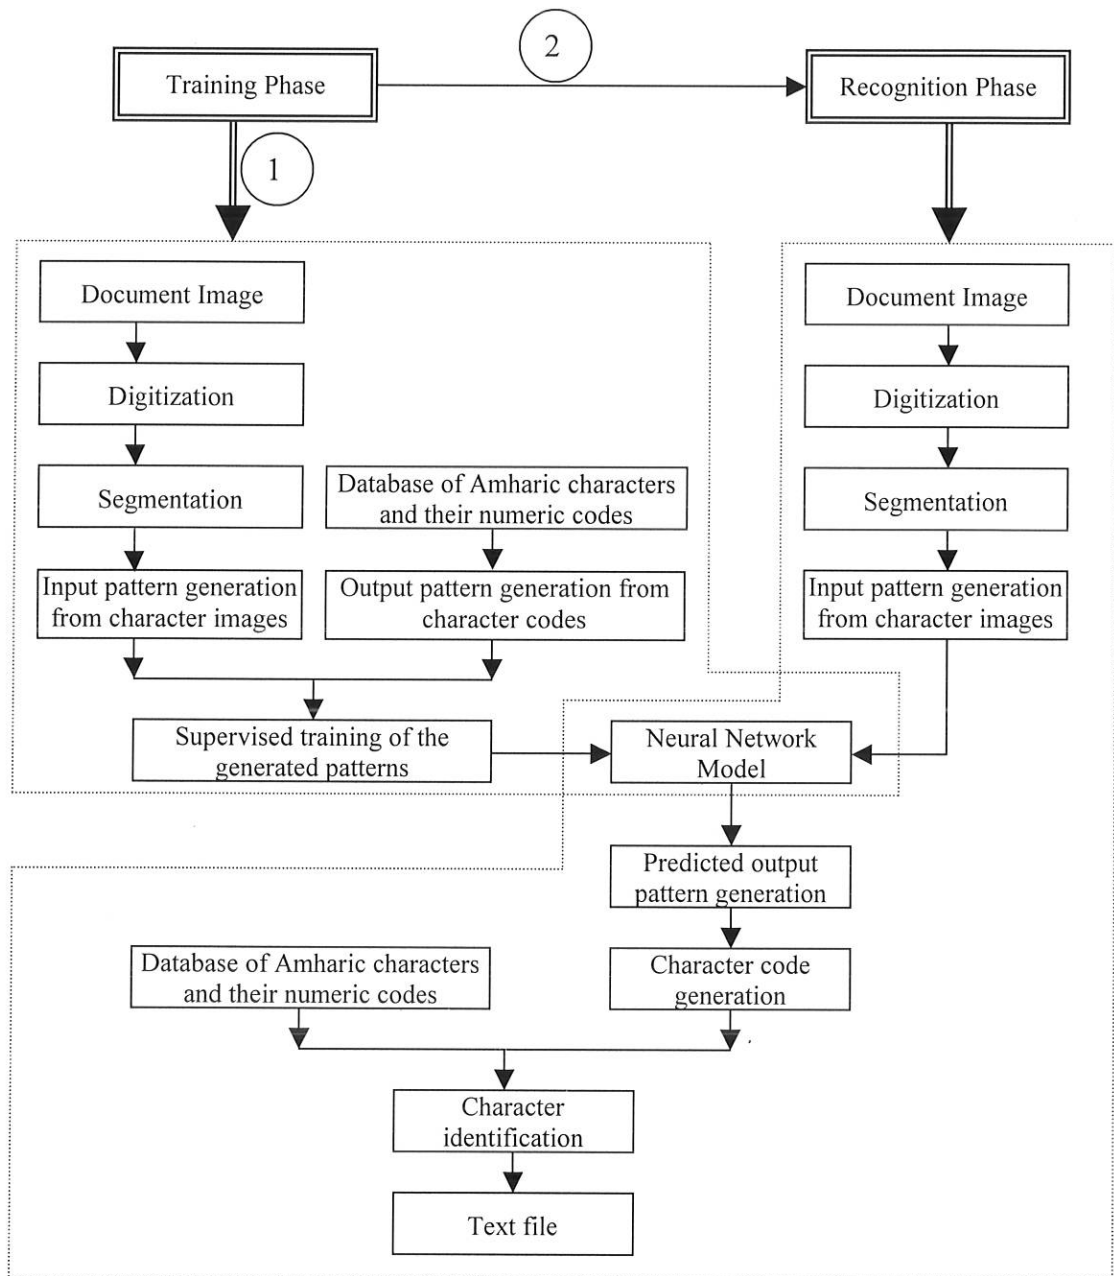 2
Training Phase
Recognition Phase
1
Document Image
Digitization
Segmentation
Input pattern generation
from character images
Database of Amharic characters
and their numeric codes
Output pattern generation from
character codes
Supervised training of the
generated patterns
Document Image
Digitization
Segmentation
Input pattern generation
from character images
Neural Network
Model
Predicted output
pattern generation
Character code
generation
Database of Amharic characters
and their numeric codes
Character
identification
Text file